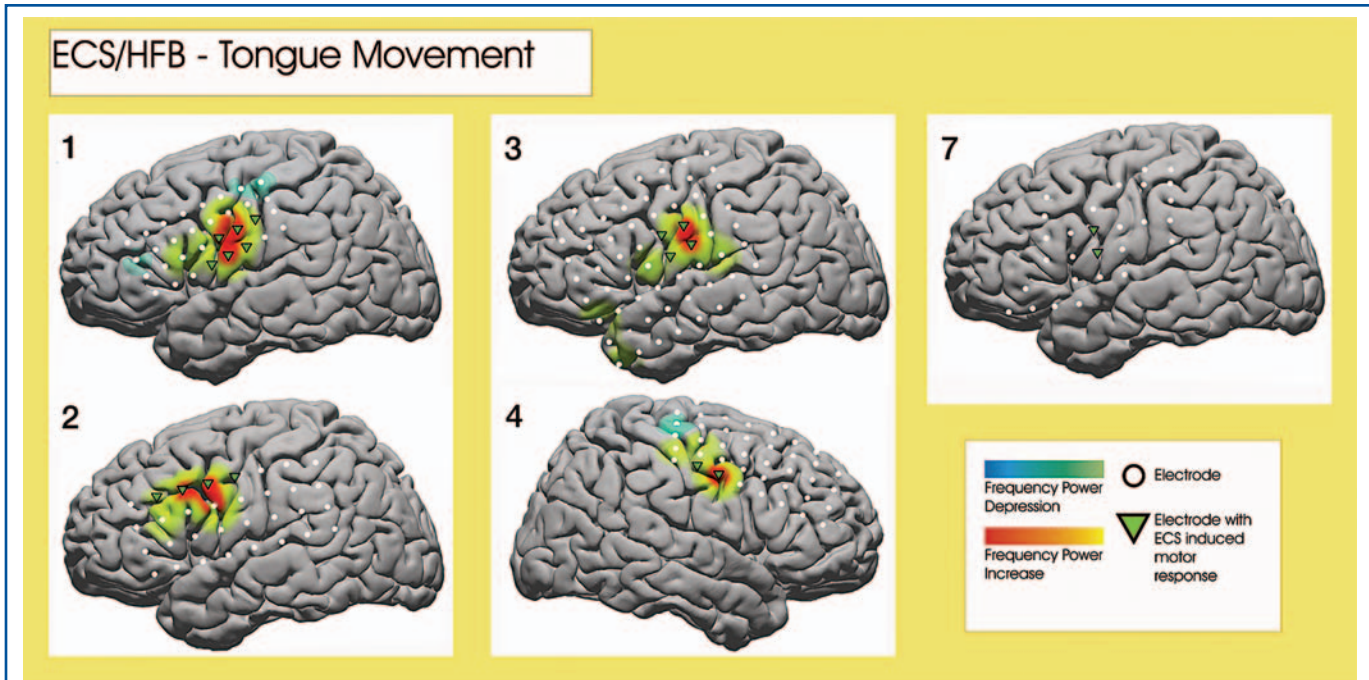 ECS/HFB - Tongue Movement
1
3
7
2
4
Frequency Power
Depression
Electrode
Frequency Power
Increase
Electrode with
ECS induced
motor
response